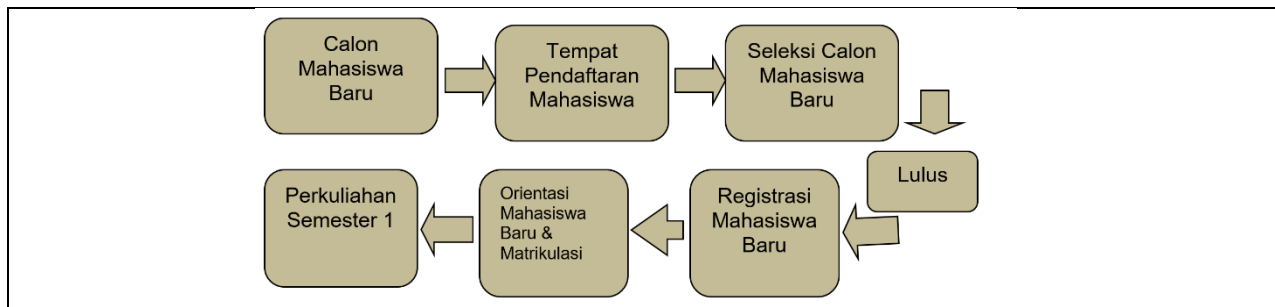 Calon
Mahasiswa
Baru
Tempat
Pendaftaran
Mahasiswa
Seleksi Calon
Mahasiswa
Baru
Lulus
Registrasi
Mahasiswa
Baru
Orientasi
Mahasiswa
Baru &
Matrikulasi
Perkuliahan
Semester 1